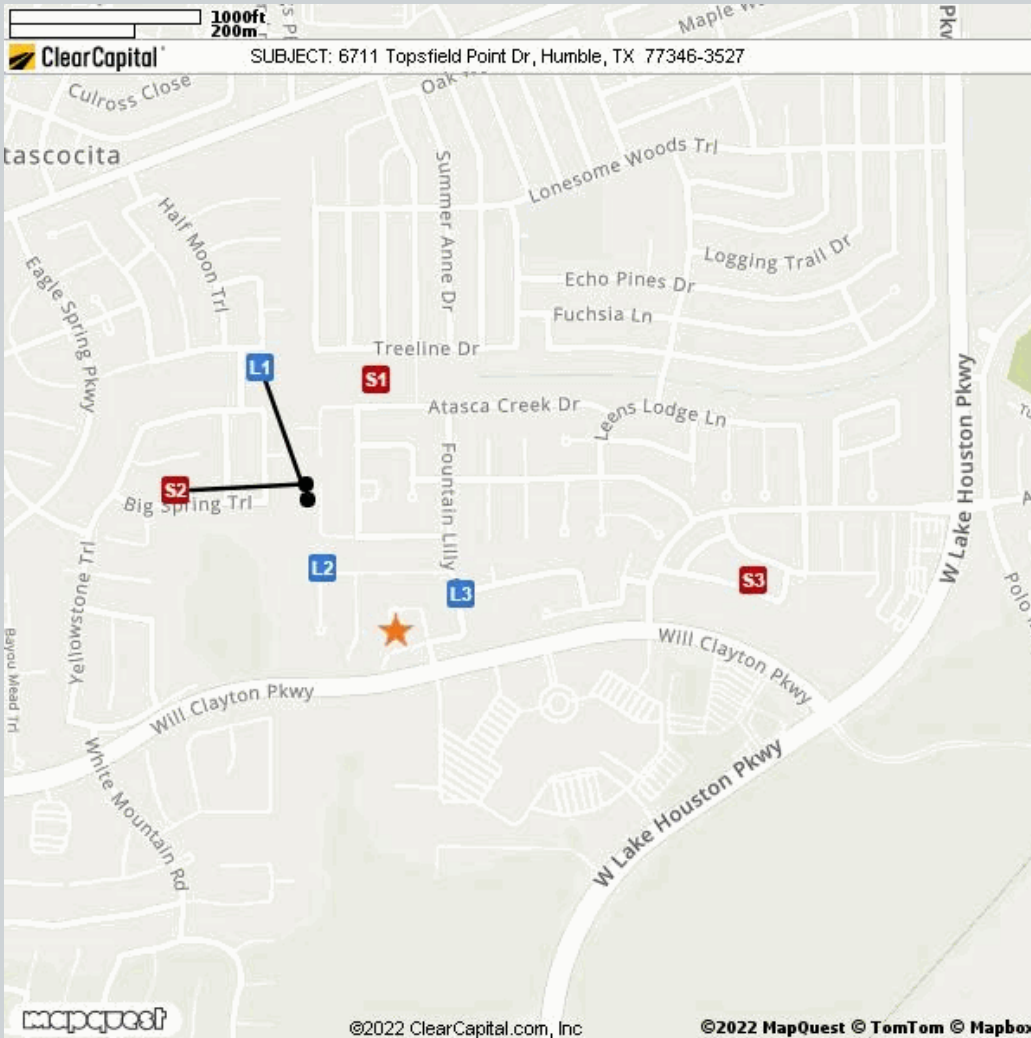 1000ft
200m
Maple
ClearCapital
SUBJECT: 6711 Topsfield Point Dr, Humble, TX 77346-3527
Culross Close
Oak
tascocita
Lonesome Woods Trl
Summer Anne Dr
Half Moon Trl
Logging Trail Dr
Eagle Spring Pkwy
Echo Pines Dr
Fuchsia Ln
Treeline Dr
L1
S1
Atasca Creek Dr
Leens Lodge Ln
W Lake Houston Pkwy
Fountain Lilly
S2
Big Spring Trl
L2
S3
L3
Yellowstone Trl
Polo
Bayou Mead Trl
Will Clayton Pkwy
Will Clayton Pkwy
White Mountain Rd
W Lake Houston Pkwy
mapquest
©2022 ClearCapital.com, Inc
©2022 MapQuest © TomTom © Mapbox